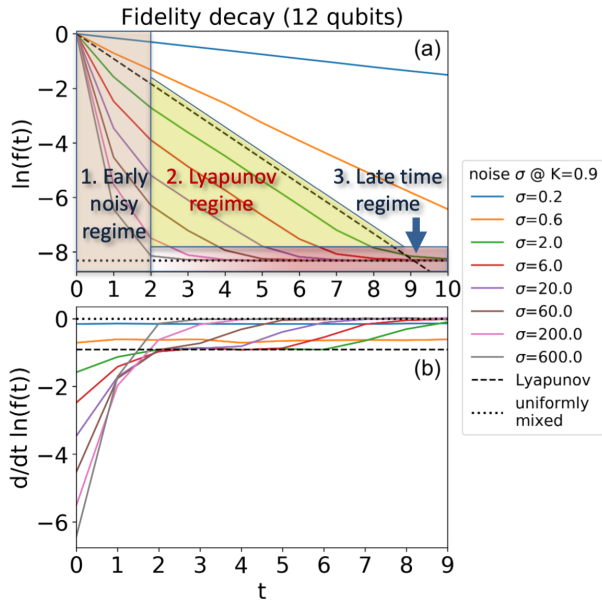 Fidelity decay (12 qubits)
(a)
ln(f(t))
0
−2
−4
−6
−8
1. Early
noisy
regime
2. Lyapunov
regime
3. Late time
regime
0 1 2 3 4 5 6 7 8 9 10
(b)
d/dt ln(f(t))
0
−2
−4
−6
0 1 2 3 4 5 6 7 8 9
t
noise σ @ K=0.9
σ=0.2
σ=0.6
σ=2.0
σ=6.0
σ=20.0
σ=60.0
σ=200.0
σ=600.0
Lyapunov
uniformly
mixed